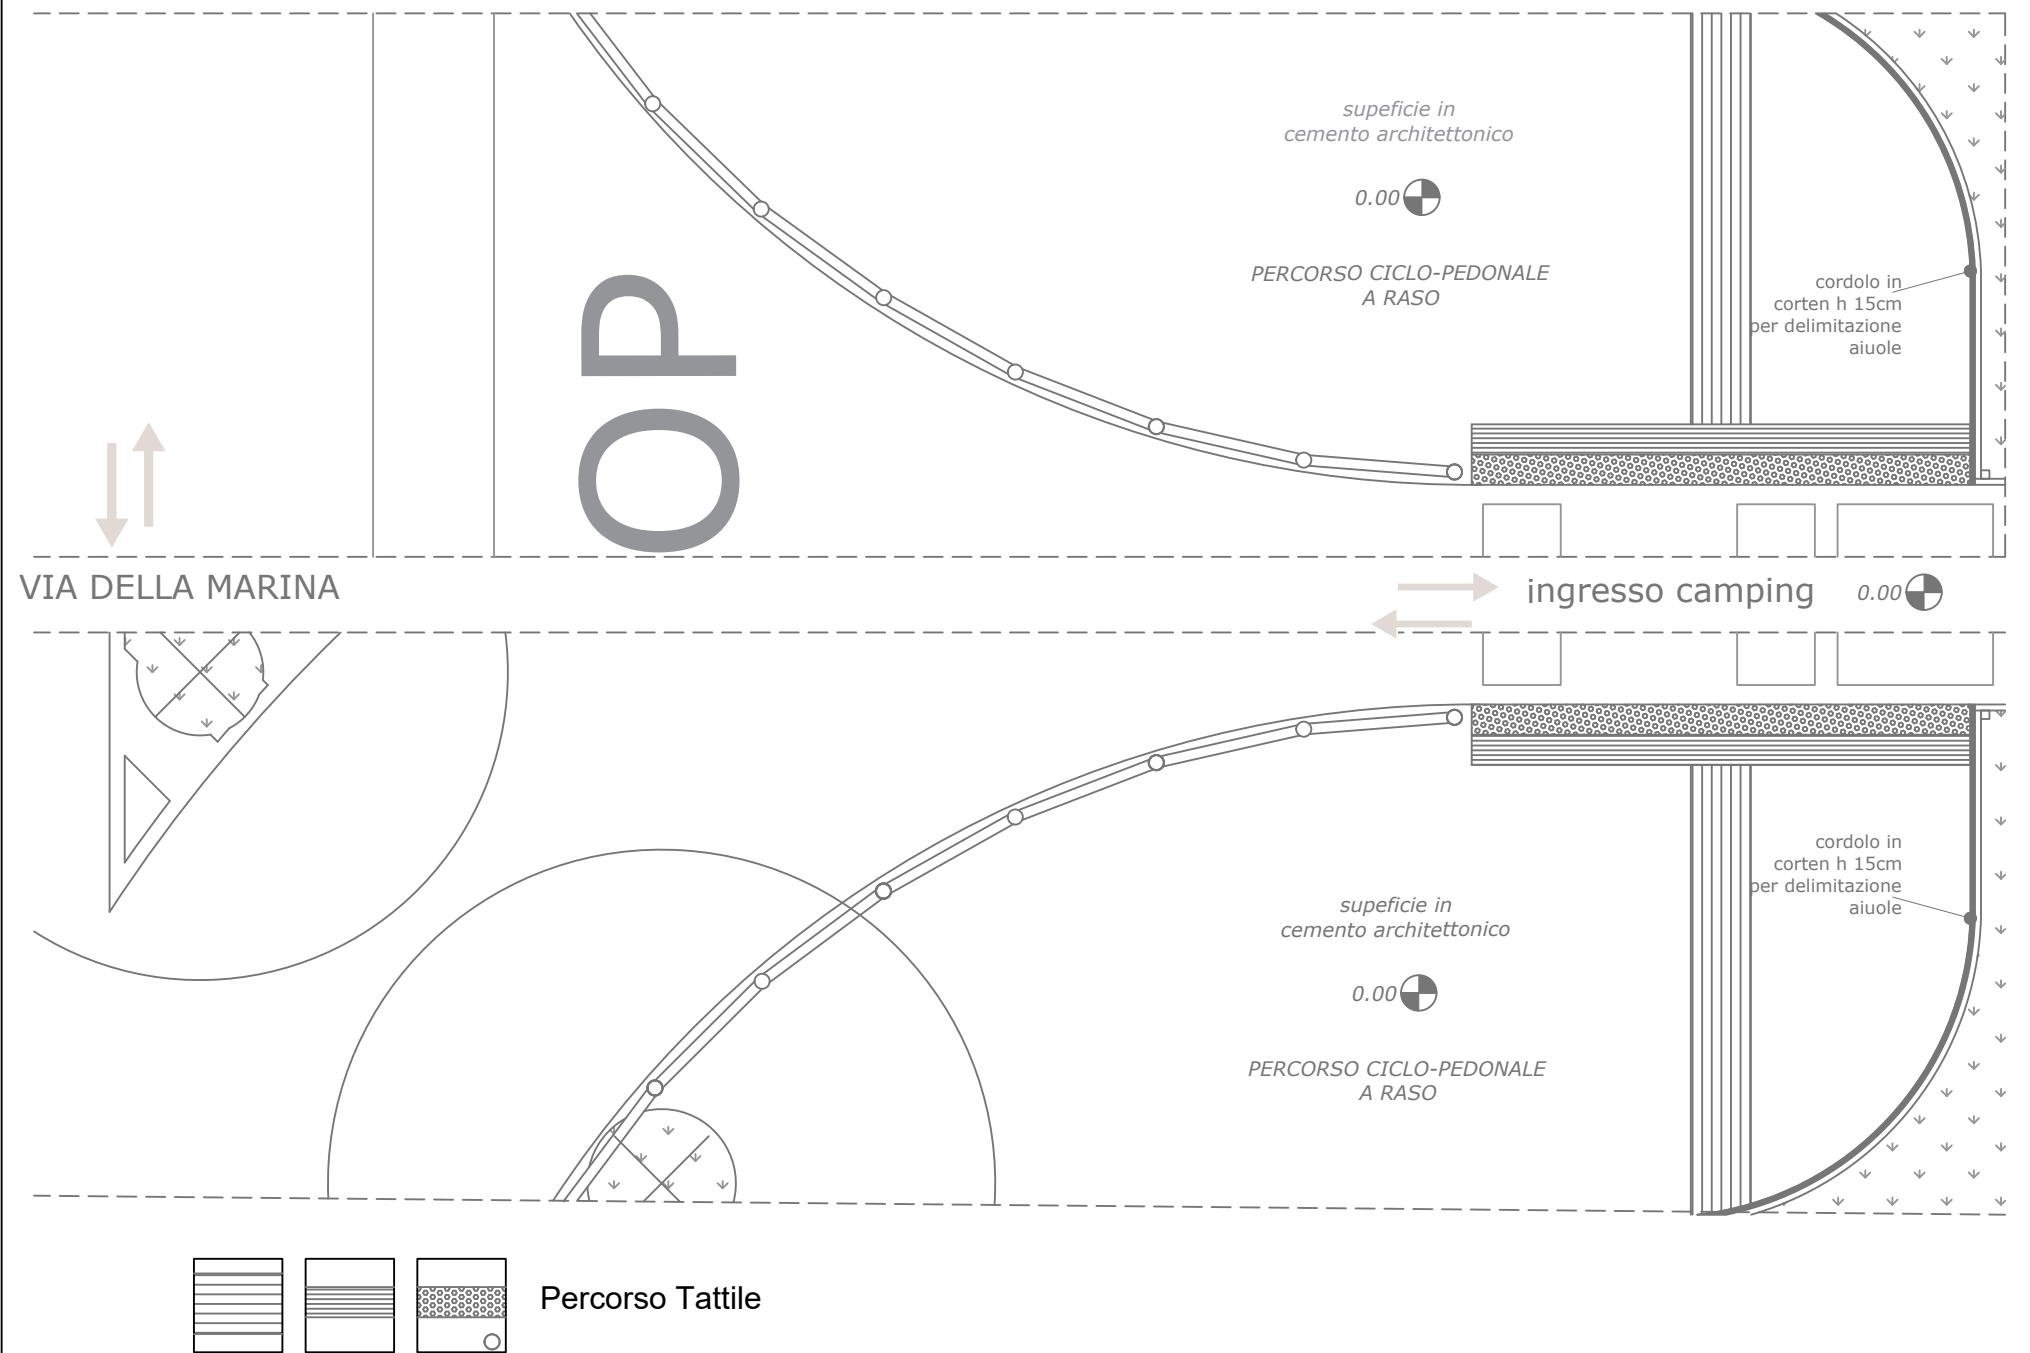 supeficie in
cemento architettonico
0.00
PERCORSO CICLO-PEDONALE
A RASO
cordolo in
corten h 15cm
per delimitazione
aiuole
OP
VIA DELLA MARINA
ingresso camping
0.00
cordolo in
corten h 15cm
per delimitazione
aiuole
supeficie in
cemento architettonico
0.00
PERCORSO CICLO-PEDONALE
A RASO
Percorso Tattile